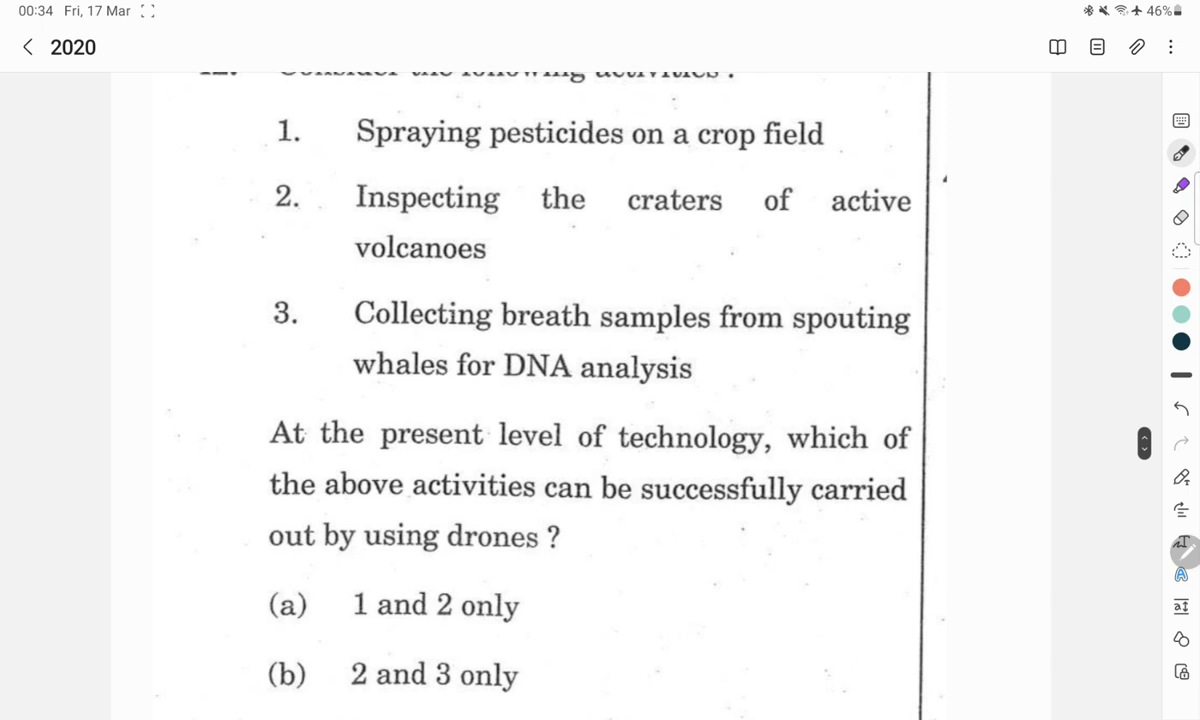 00:34 Fri, 17 Mar
46%
2020
1. Spraying pesticides on a crop field
2. Inspecting the craters of active
volcanoes
3. Collecting breath samples from spouting
whales for DNA analysis
At the present level of technology, which of
the above activities can be successfully carried
out by using drones ?
(a) 1 and 2 only
(b) 2 and 3 only